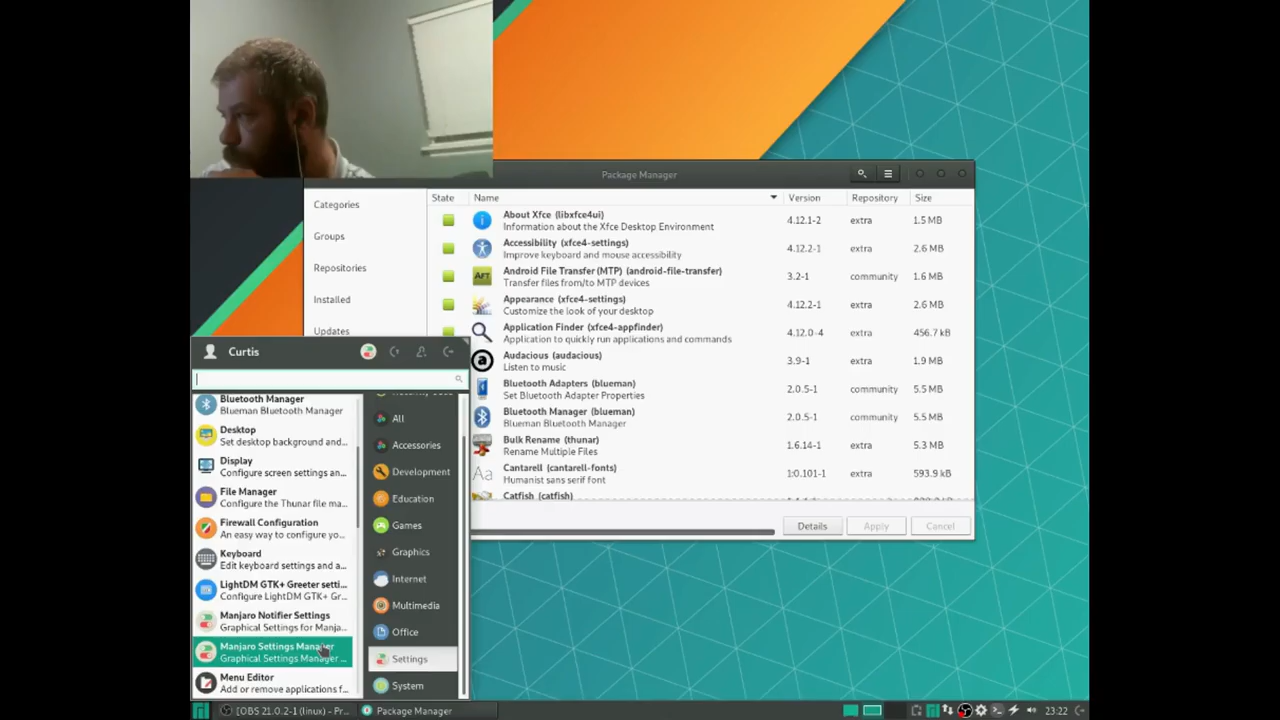 Package Manager
State Name Version Repository Size
Categories
Groups
Repositories
Installed
Updates
About Xfce (libxfce4ui)
Information about the Xfce Desktop Environment
4.12.1-2 extra 1.5 MB
Accessibility (xfce4-settings)
Improve keyboard and mouse accessibility
4.12.2-1 extra 2.6 MB
Android File Transfer (MTP) (android-file-transfer)
Transfer files from/to MTP devices
3.2-1 community 1.6 MB
Appearance (xfce4-settings)
Customize the look of your desktop
4.12.2-1 extra 2.6 MB
Application Finder (xfce4-appfinder)
Application to quickly run applications and commands
4.12.0-4 extra 456.7 kB
Audacious (audacious)
Listen to music
3.9-1 extra 1.9 MB
Bluetooth Adapters (blueman)
Set Bluetooth Adapter Properties
2.0.5-1 community 5.5 MB
Bluetooth Manager (blueman)
Blueman Bluetooth Manager
2.0.5-1 community 5.5 MB
Bulk Rename (thunar)
Rename Multiple Files
1.6.14-1 extra 5.3 MB
Cantarell (cantarell-fonts)
Humanist sans serif font
1:0.101-1 extra 593.9 kB
Catfish (catfish)
Details Apply Cancel
Curtis
Bluetooth Manager
Blueman Bluetooth Manager
Desktop
Set desktop background and...
Display
Configure screen settings an...
File Manager
Configure the Thunar file ma...
Firewall Configuration
An easy way to configure yo...
Keyboard
Edit keyboard settings and a...
LightDM GTK+ Greeter setti...
Configure LightDM GTK+ Gr...
Manjaro Notifier Settings
Graphical Settings for Manja...
Manjaro Settings Manager
Graphical Settings Manager ...
Menu Editor
Add or remove applications f...
All
Accessories
Development
Education
Games
Graphics
Internet
Multimedia
Office
Settings
System
[OBS 21.0.2-1 (linux) - Pr... Package Manager 23:22